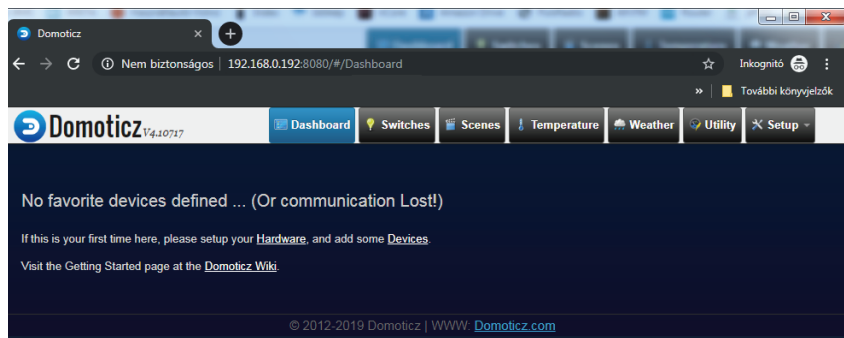 Domoticz
Nem biztonságos | 192.168.0.192:8080/#/Dashboard Inkognitó
» További könyvjelzők
Domoticz V4.10717 Dashboard Switches Scenes Temperature Weather Utility Setup
No favorite devices defined ... (Or communication Lost!)
If this is your first time here, please setup your Hardware, and add some Devices.
Visit the Getting Started page at the Domoticz Wiki.
© 2012-2019 Domoticz | WWW: Domoticz.com